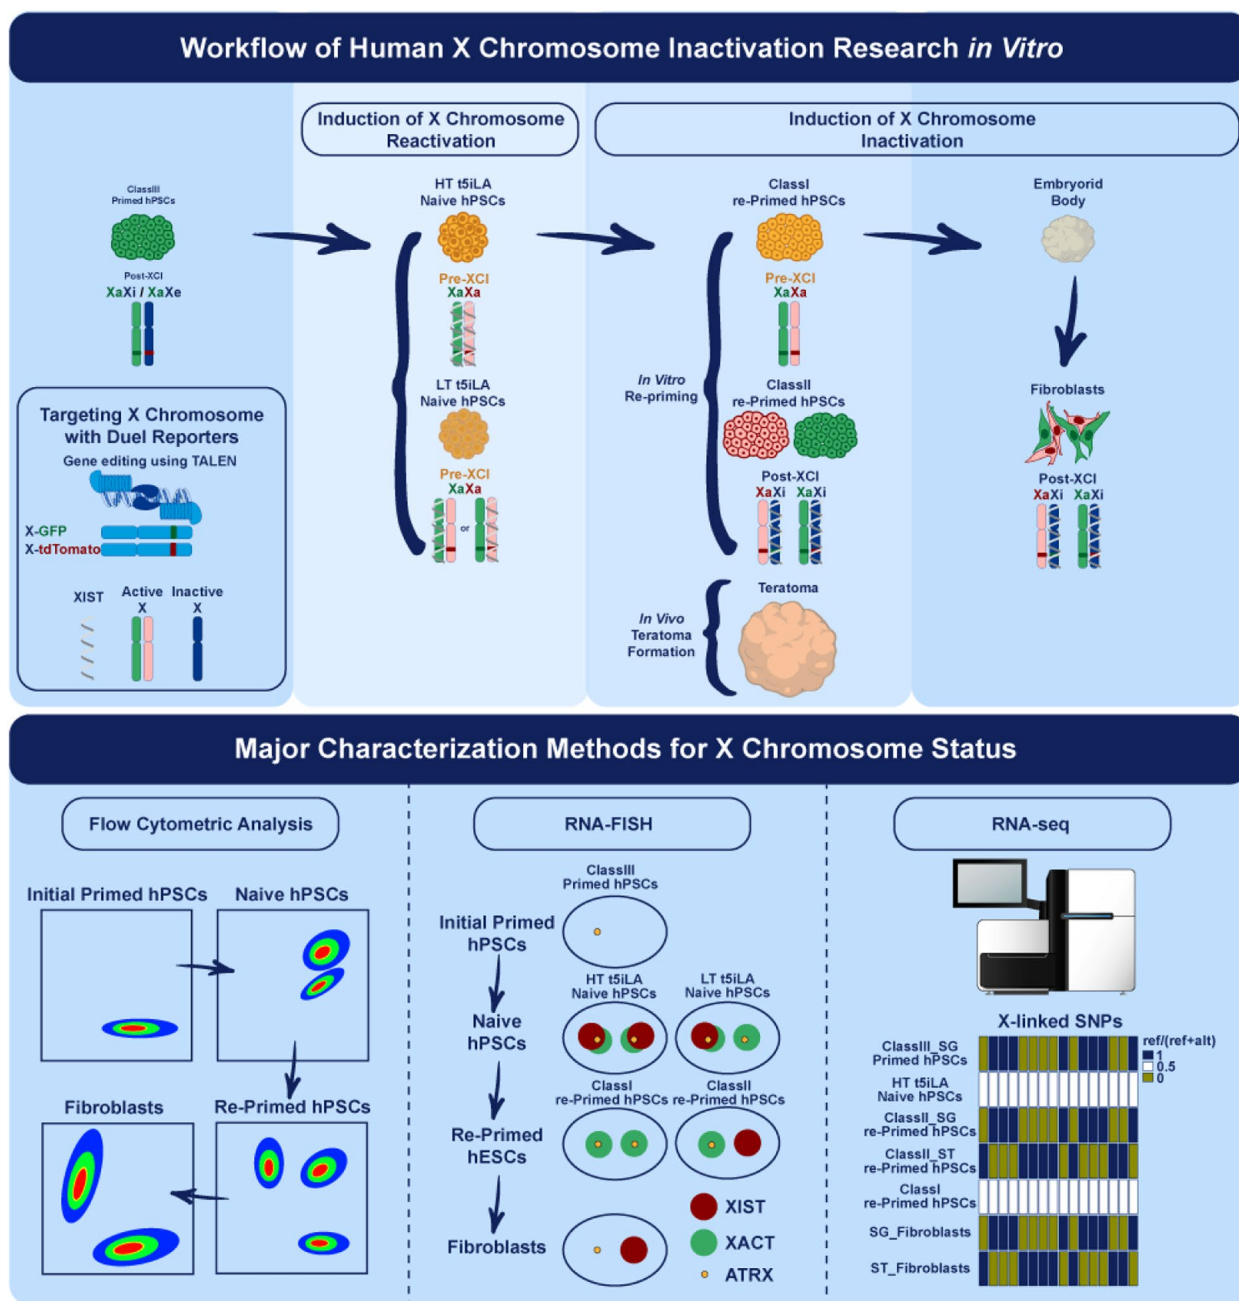 Workflow of Human X Chromosome Inactivation Research in Vitro
Induction of X Chromosome
Reactivation
Induction of X Chromosome
Inactivation
ClassIII
Primed hPSCs
Post-XCI
XaXi / XaXe
HT t5iLA
Naive hPSCs
Pre-XCI
XaXa
LT t5iLA
Naive hPSCs
Pre-XCI
XaXa
or
ClassI
re-Primed hPSCs
Pre-XCI
XaXa
In Vitro
Re-priming
ClassII
re-Primed hPSCs
Post-XCI
XaXi XaXi
In Vivo
Teratoma
Formation
Teratoma
Embryorid
Body
Fibroblasts
Post-XCI
XaXi XaXi
Targeting X Chromosome
with Duel Reporters
Gene editing using TALEN
X-GFP
X-tdTomato
XIST
Active
X
Inactive
X
Major Characterization Methods for X Chromosome Status
Flow Cytometric Analysis
Initial Primed hPSCs
Naive hPSCs
Fibroblasts
Re-Primed hPSCs
RNA-FISH
ClassIII
Primed hPSCs
Initial Primed
hPSCs
HT t5iLA
Naive hPSCs
LT t5iLA
Naive hPSCs
Naive
hPSCs
ClassI
re-Primed hPSCs
ClassII
re-Primed hPSCs
Re-Primed
hESCs
Fibroblasts
XIST
XACT
ATRX
RNA-seq
X-linked SNPs
ref/(ref+alt)
1
0.5
0
ClassIII_SG
Primed hPSCs
HT t5iLA
Naive hPSCs
ClassII_SG
re-Primed hPSCs
ClassII_ST
re-Primed hPSCs
ClassI
re-Primed hPSCs
SG_Fibroblasts
ST_Fibroblasts